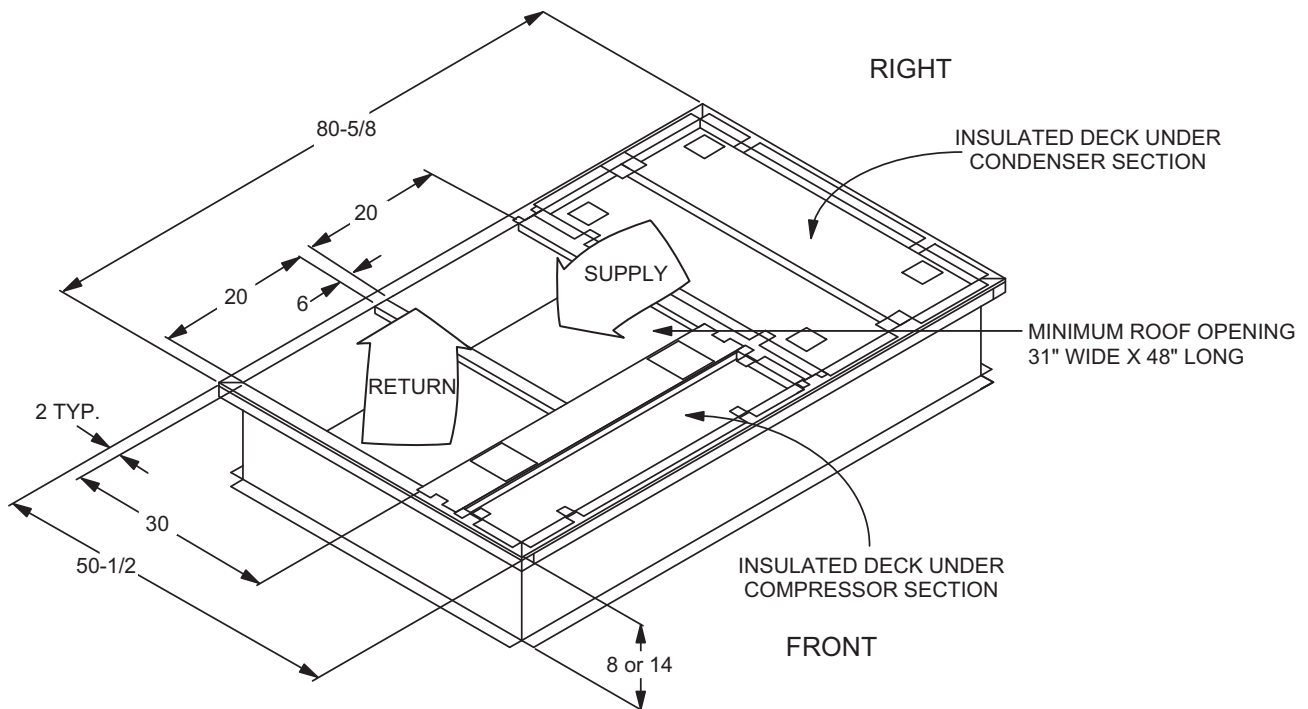 RIGHT
80-5/8
INSULATED DECK UNDER
CONDENSER SECTION
20
20
6
SUPPLY
MINIMUM ROOF OPENING
31" WIDE X 48" LONG
RETURN
2 TYP.
30
50-1/2
INSULATED DECK UNDER
COMPRESSOR SECTION
FRONT
8 or 14